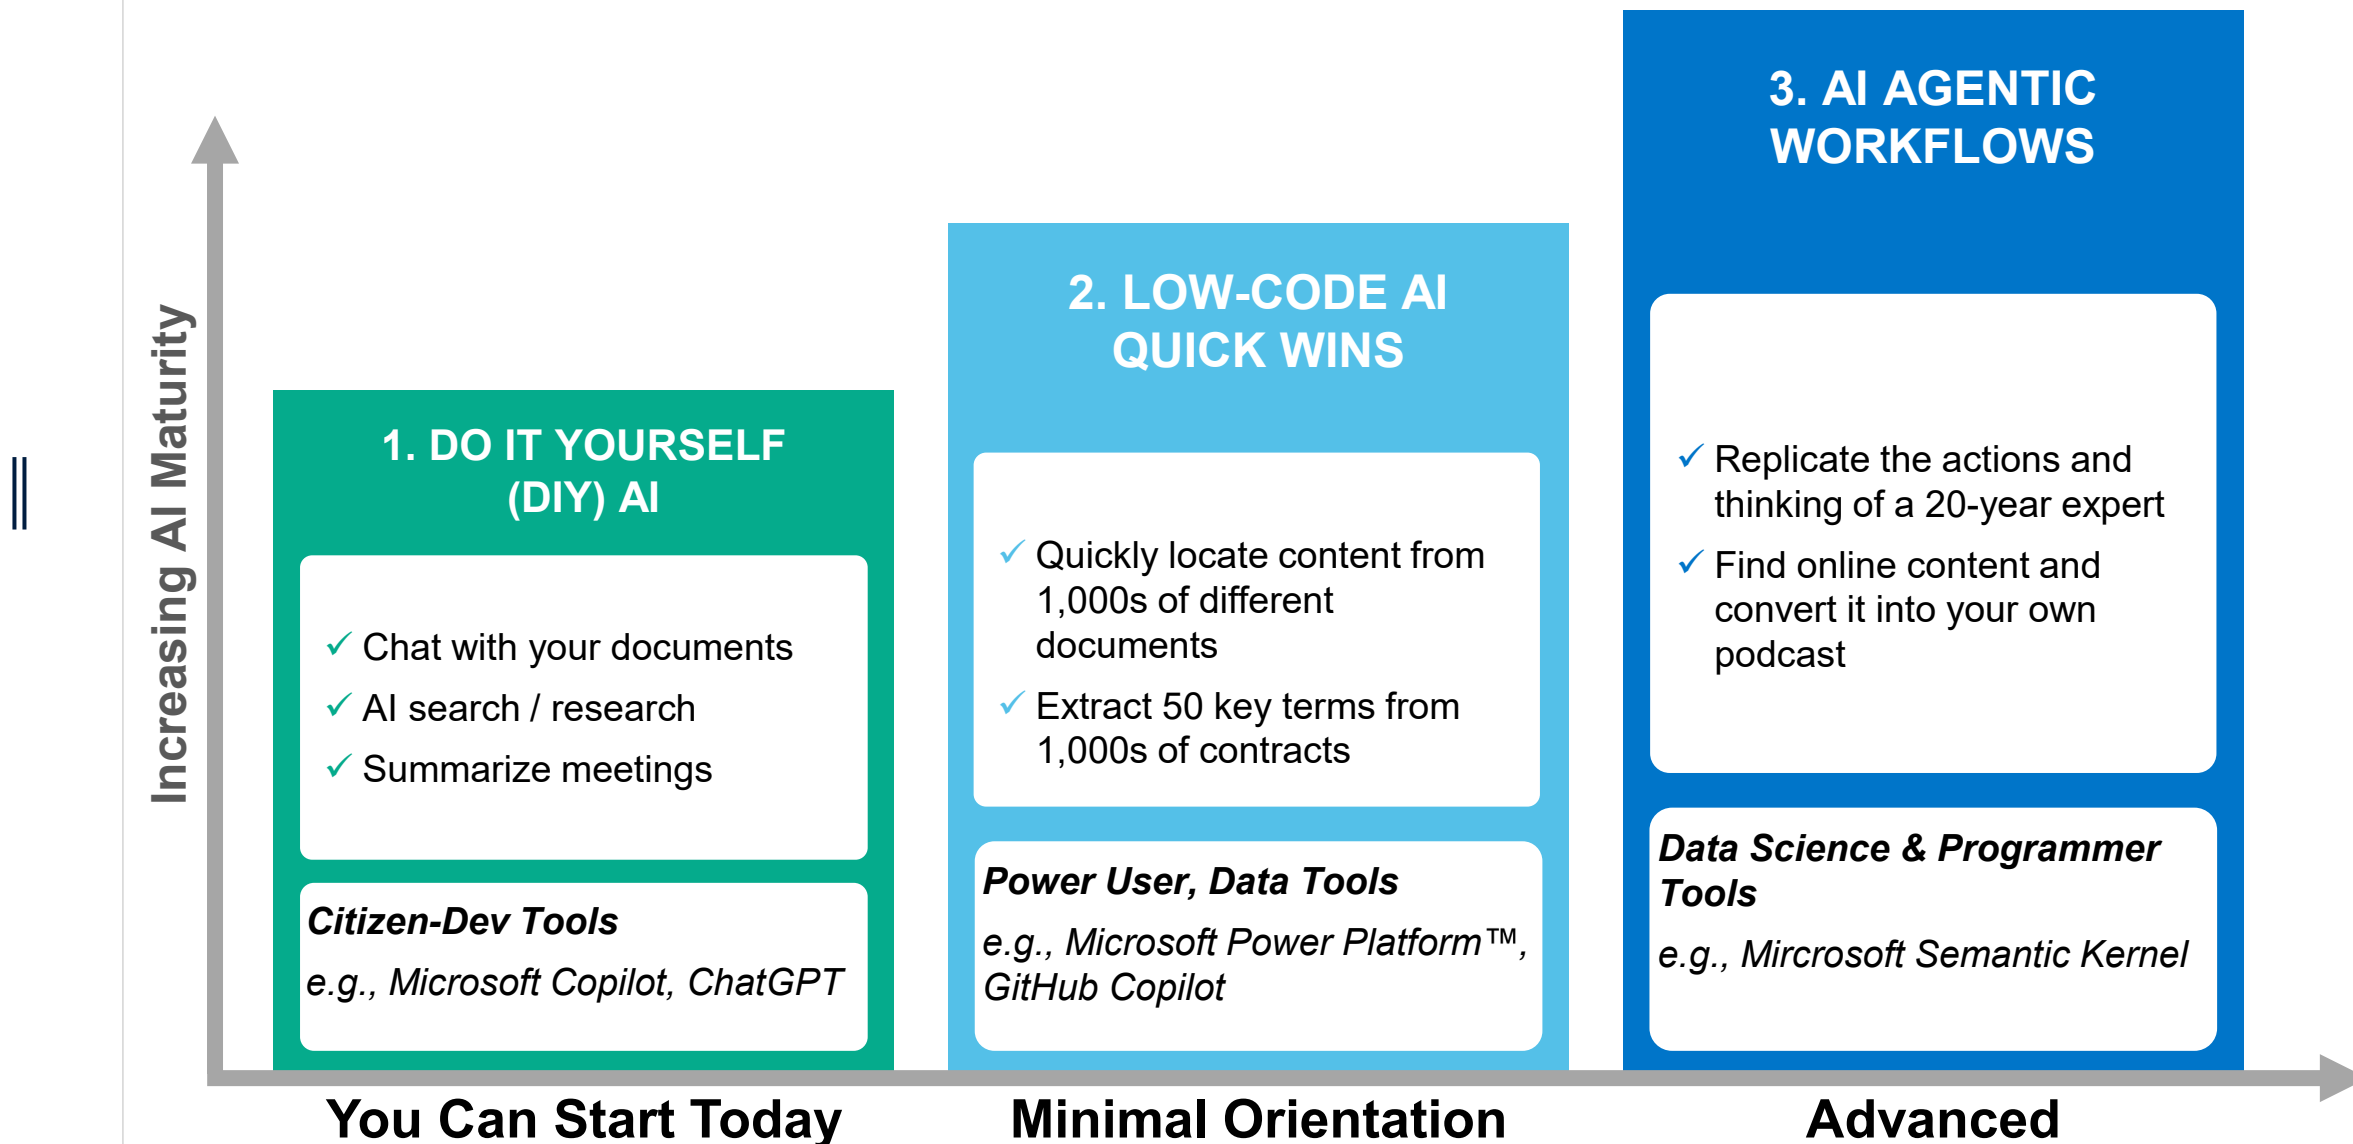 Increasing AI Maturity
1. DO IT YOURSELF
(DIY) AI
✓ Chat with your documents
✓ AI search / research
✓ Summarize meetings
Citizen-Dev Tools
e.g., Microsoft Copilot, ChatGPT
You Can Start Today
2. LOW-CODE AI
QUICK WINS
✓ Quickly locate content from
1,000s of different
documents
✓ Extract 50 key terms from
1,000s of contracts
Power User, Data Tools
e.g., Microsoft Power Platform™,
GitHub Copilot
Minimal Orientation
3. AI AGENTIC
WORKFLOWS
✓ Replicate the actions and
thinking of a 20-year expert
✓ Find online content and
convert it into your own
podcast
Data Science & Programmer
Tools
e.g., Mircrosoft Semantic Kernel
Advanced